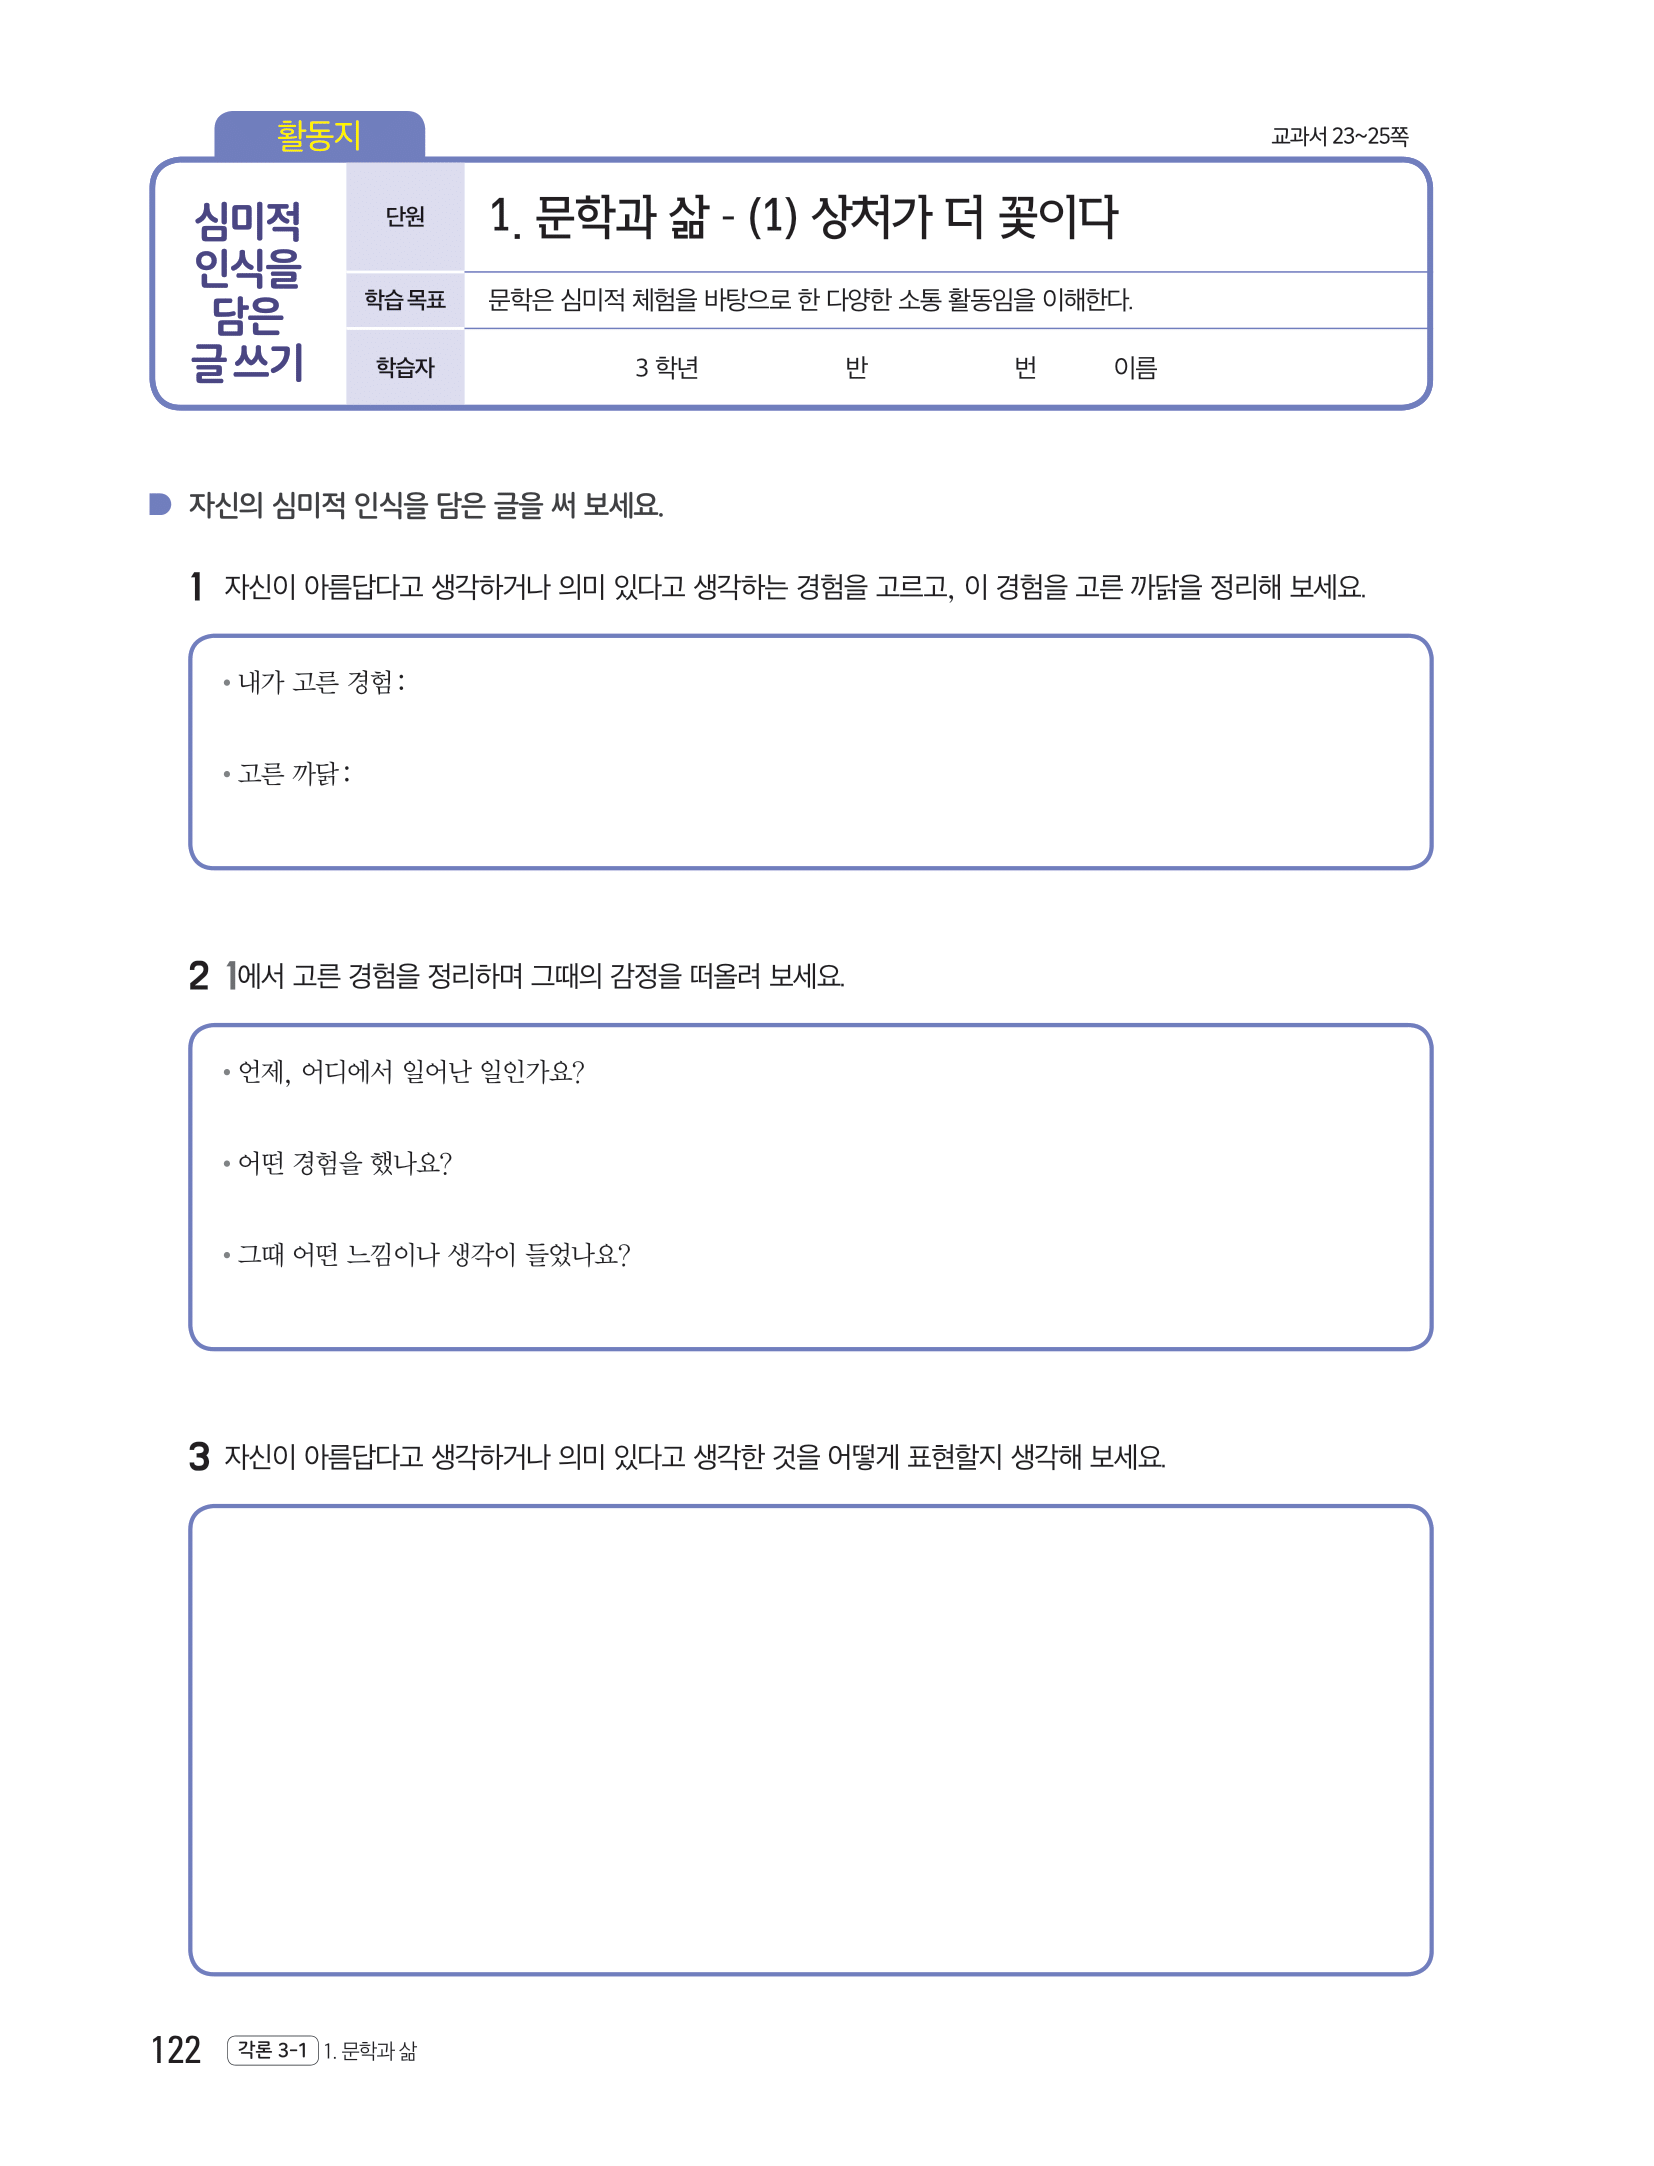 활동지
교과서 23~25쪽
심미적
인식을
담은
글 쓰기
단원
1. 문학과 삶 - (1) 상처가 더 꽃이다
학습 목표
문학은 심미적 체험을 바탕으로 한 다양한 소통 활동임을 이해한다.
학습자
3 학년 반 번 이름
자신의 심미적 인식을 담은 글을 써 보세요.
1 자신이 아름답다고 생각하거나 의미 있다고 생각하는 경험을 고르고, 이 경험을 고른 까닭을 정리해 보세요.
• 내가 고른 경험:
• 고른 까닭:
2 1에서 고른 경험을 정리하며 그때의 감정을 떠올려 보세요.
• 언제, 어디에서 일어난 일인가요?
• 어떤 경험을 했나요?
• 그때 어떤 느낌이나 생각이 들었나요?
3 자신이 아름답다고 생각하거나 의미 있다고 생각한 것을 어떻게 표현할지 생각해 보세요.
122 각론 3-1 1. 문학과 삶